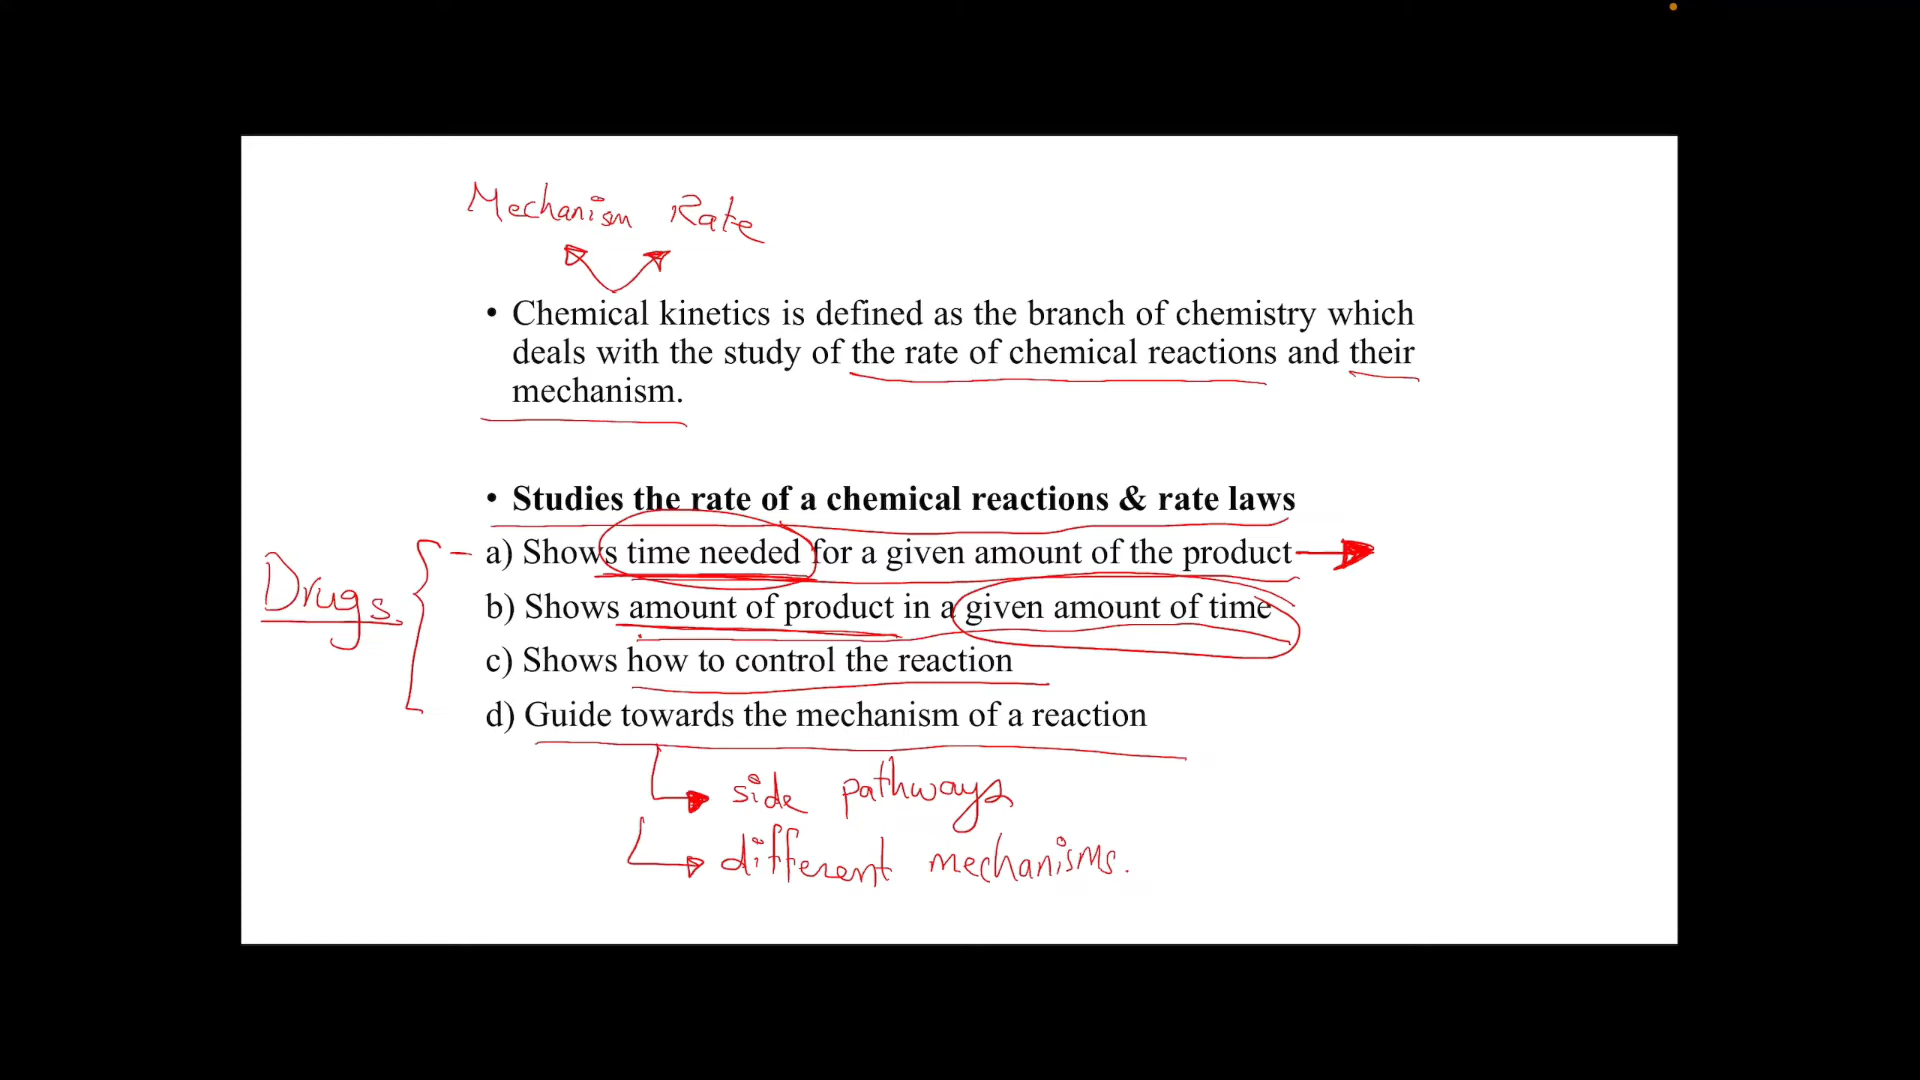 Mechanism Rate
• Chemical kinetics is defined as the branch of chemistry which
deals with the study of the rate of chemical reactions and their
mechanism.
• Studies the rate of a chemical reactions & rate laws
a) Shows time needed for a given amount of the product
Drugs
b) Shows amount of product in a given amount of time
c) Shows how to control the reaction
d) Guide towards the mechanism of a reaction
side pathways
different mechanisms.